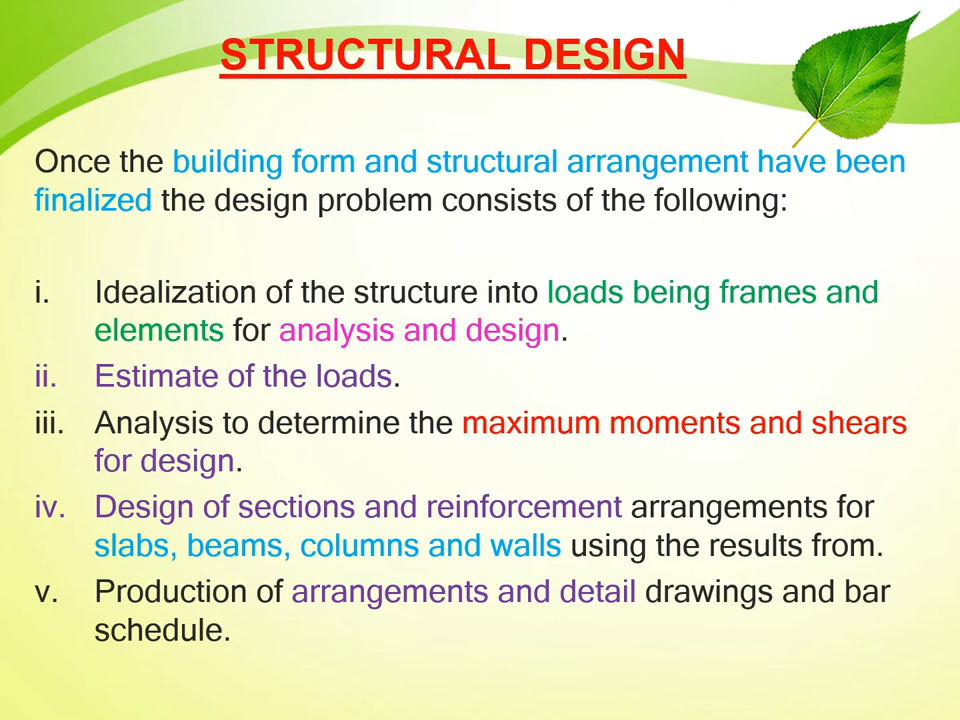 STRUCTURAL DESIGN
Once the building form and structural arrangement have been
finalized the design problem consists of the following:
i. Idealization of the structure into loads being frames and
elements for analysis and design.
ii. Estimate of the loads.
iii. Analysis to determine the maximum moments and shears
for design.
iv. Design of sections and reinforcement arrangements for
slabs, beams, columns and walls using the results from.
v. Production of arrangements and detail drawings and bar
schedule.